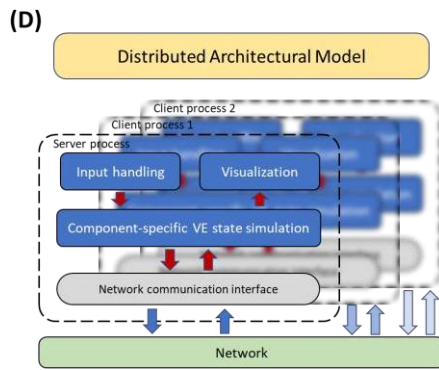 (D)
Distributed Architectural Model
Client process 2
Client process 1
Server process
Input handling
Visualization
Component-specific VE state simulation
Network communication interface
Network